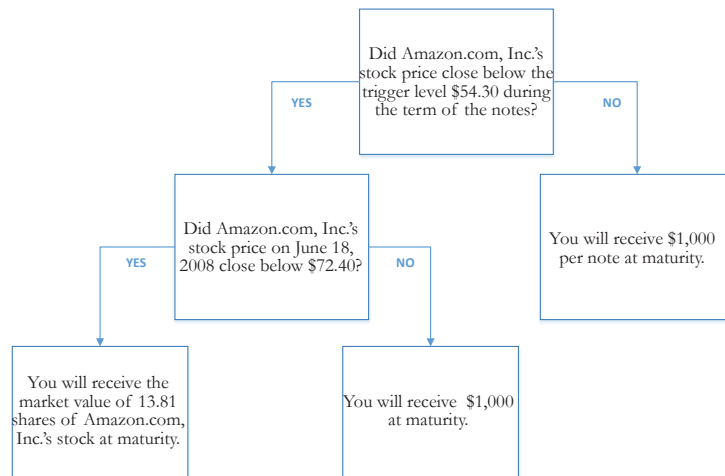 Did Amazon.com, Inc.'s
stock price close below the
trigger level $54.30 during
the term of the notes?
YES
NO
Did Amazon.com, Inc.'s
stock price on June 18,
2008 close below $72.40?
You will receive $1,000
per note at maturity.
YES
NO
You will receive the
market value of 13.81
shares of Amazon.com,
Inc.'s stock at maturity.
You will receive $1,000
at maturity.